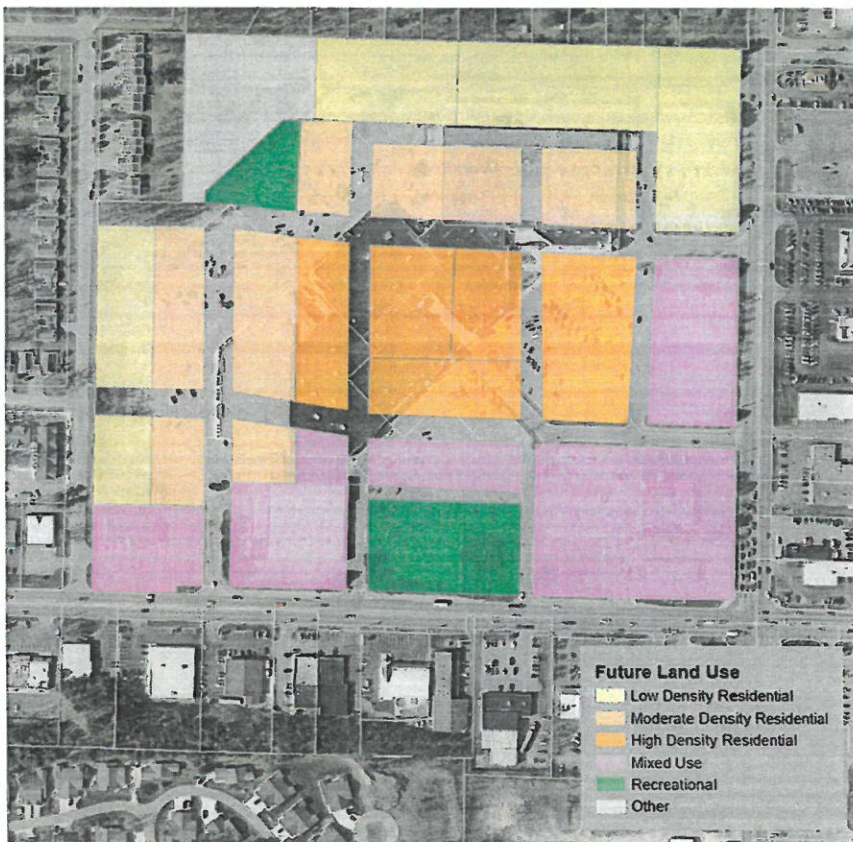 Future Land Use
Low Density Residential
Moderate Density Residential
High Density Residential
Mixed Use
Recreational
Other